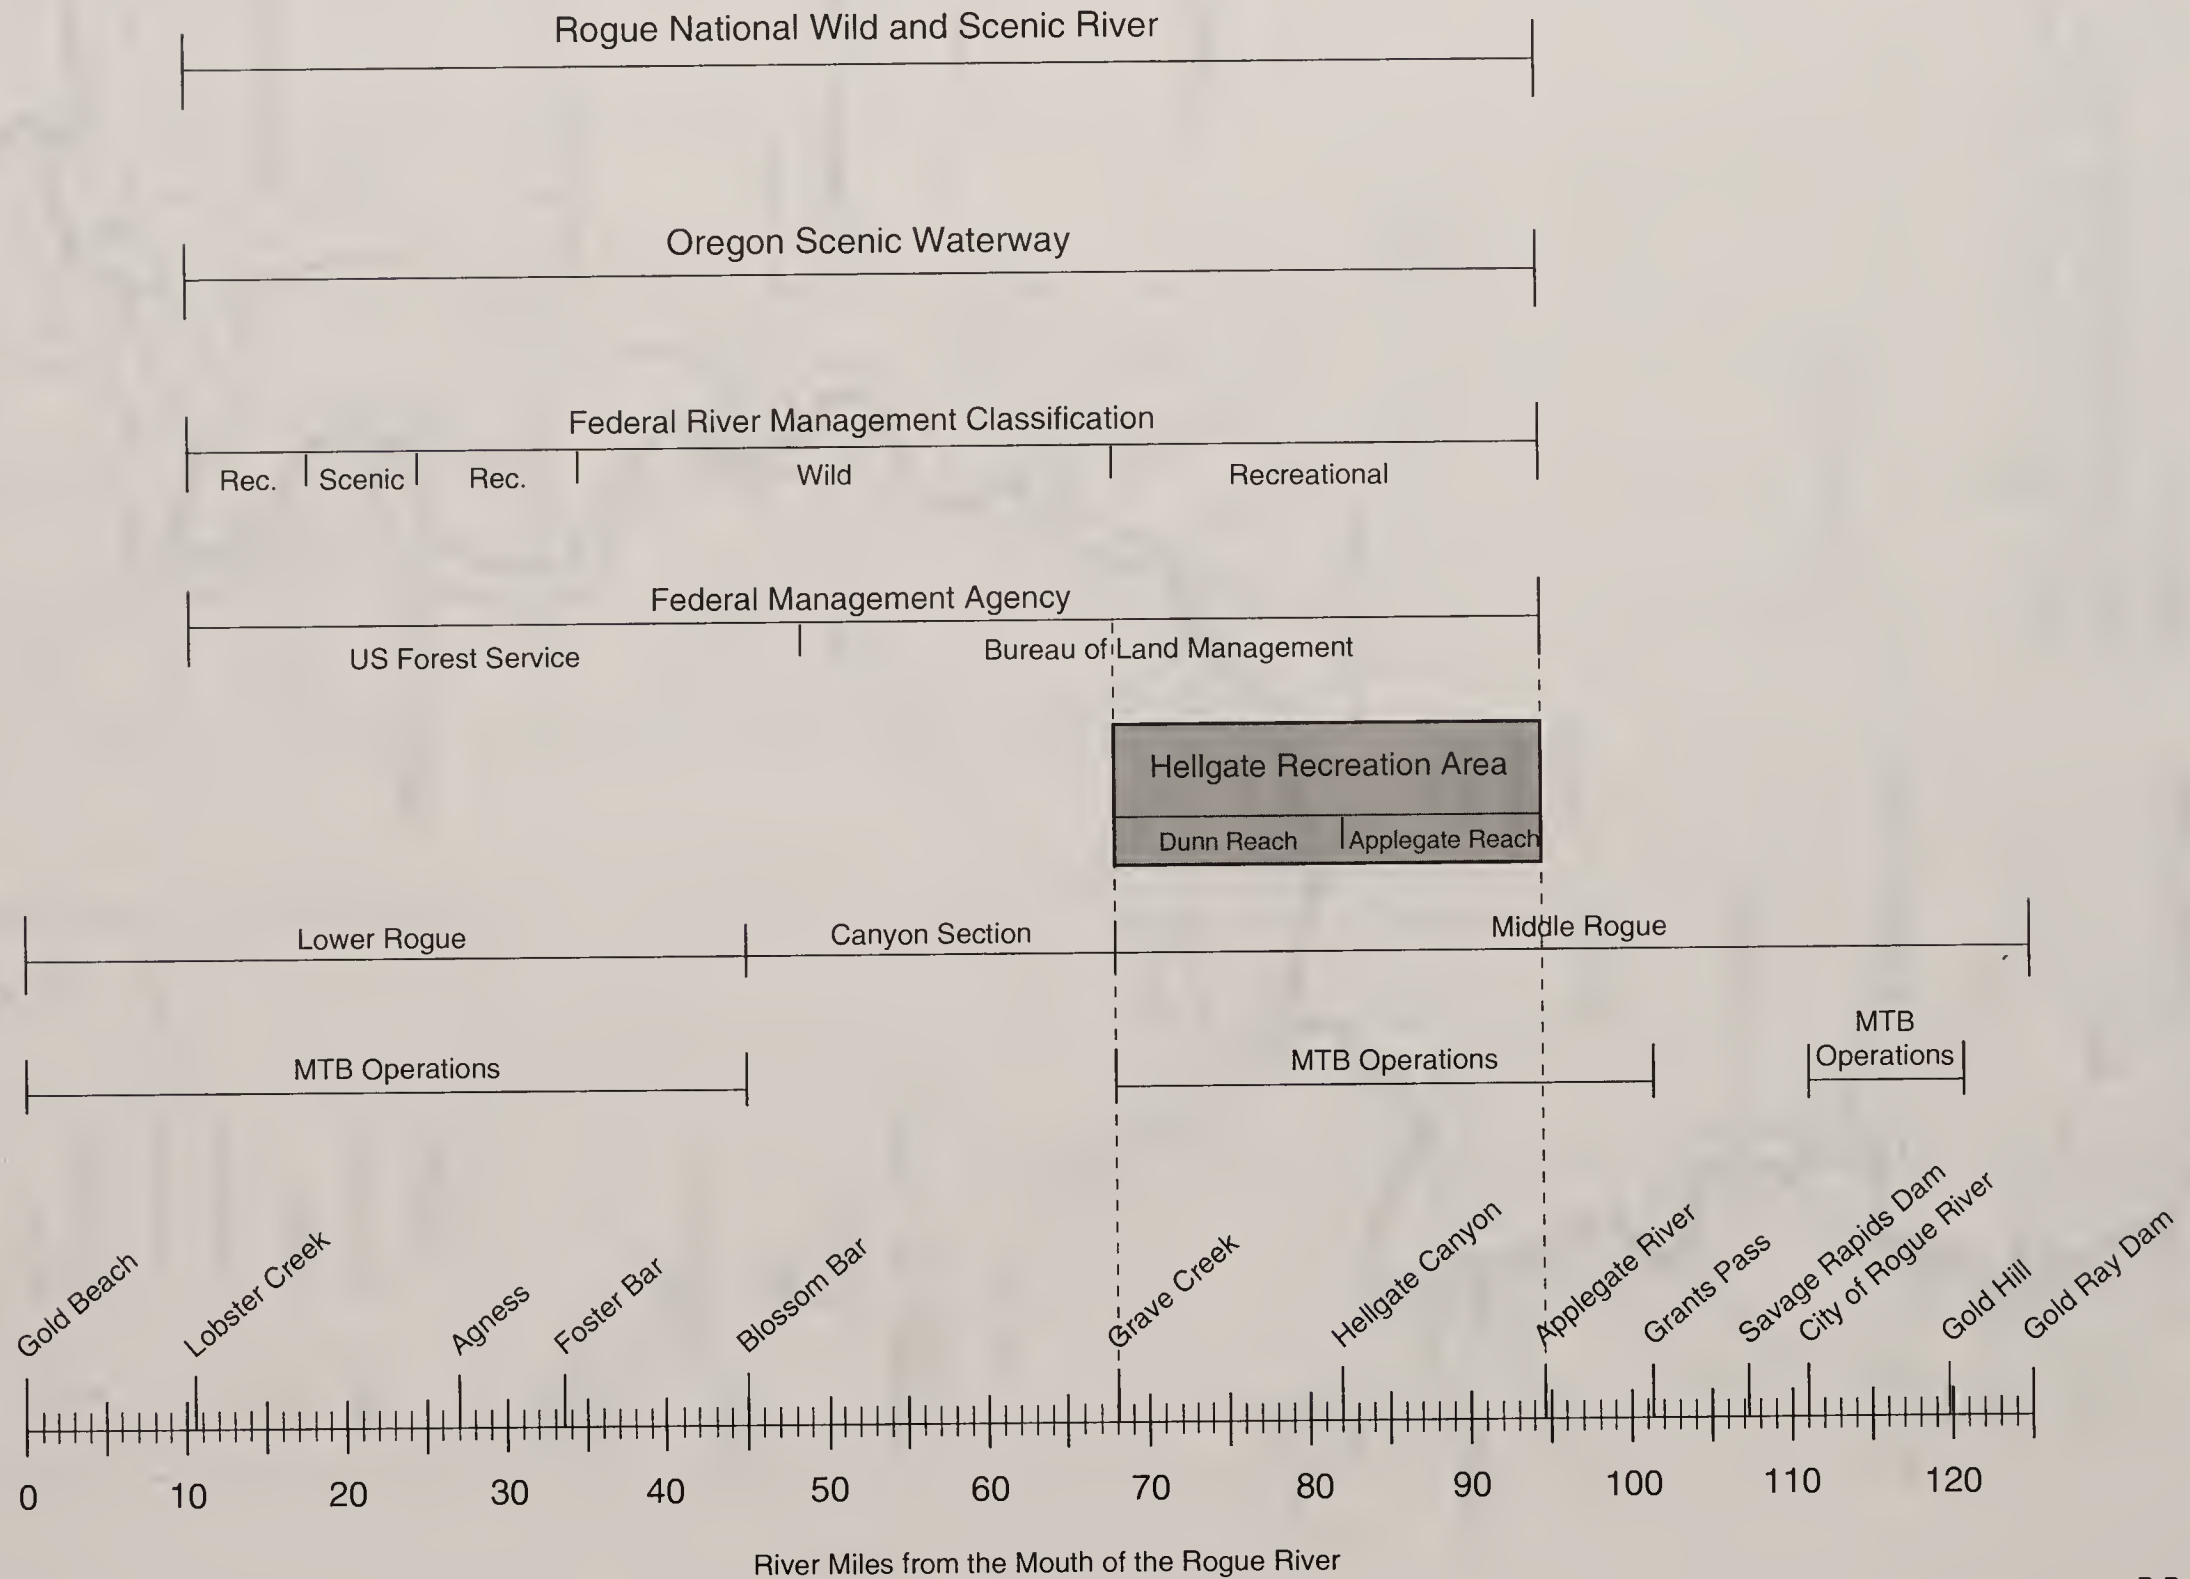 Rogue National Wild and Scenic River
Oregon Scenic Waterway
Federal River Management Classification
Rec. Scenic Rec. Wild Recreational
Federal Management Agency
US Forest Service Bureau of Land Management
Hellgate Recreation Area
Dunn Reach Applegate Reach
Lower Rogue Canyon Section Middle Rogue
MTB Operations MTB Operations MTB
Operations
Gold Beach
Lobster Creek
Agness
Foster Bar
Blossom Bar
Grave Creek
Hellgate Canyon
Applegate River
Grants Pass
Savage Rapids Dam
City of Rogue River
Gold Hill
Gold Ray Dam
0 10 20 30 40 50 60 70 80 90 100 110 120
River Miles from the Mouth of the Rogue River